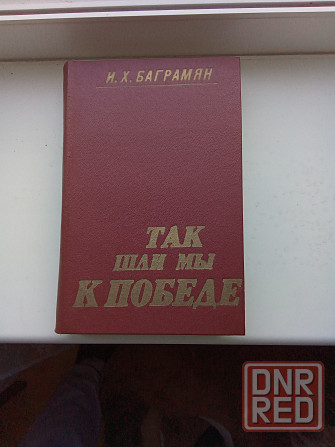 И. Х. БАГРАМЯН
ТАК
ШЛИ МЫ
К ПОБЕДЕ
DNR
RED